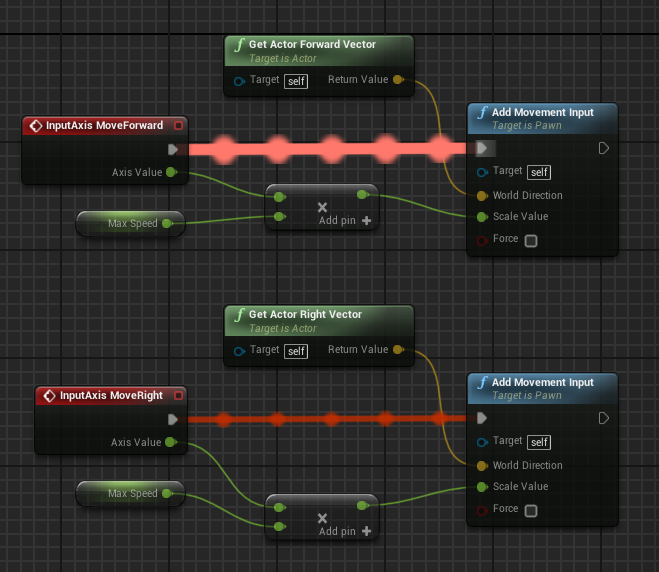 Get Actor Forward Vector
Target is Actor
Target self Return Value
InputAxis MoveForward
Axis Value
Max Speed
Add pin
Add Movement Input
Target is Pawn
Target self
World Direction
Scale Value
Force
Get Actor Right Vector
Target is Actor
Target self Return Value
InputAxis MoveRight
Axis Value
Max Speed
Add pin
Add Movement Input
Target is Pawn
Target self
World Direction
Scale Value
Force